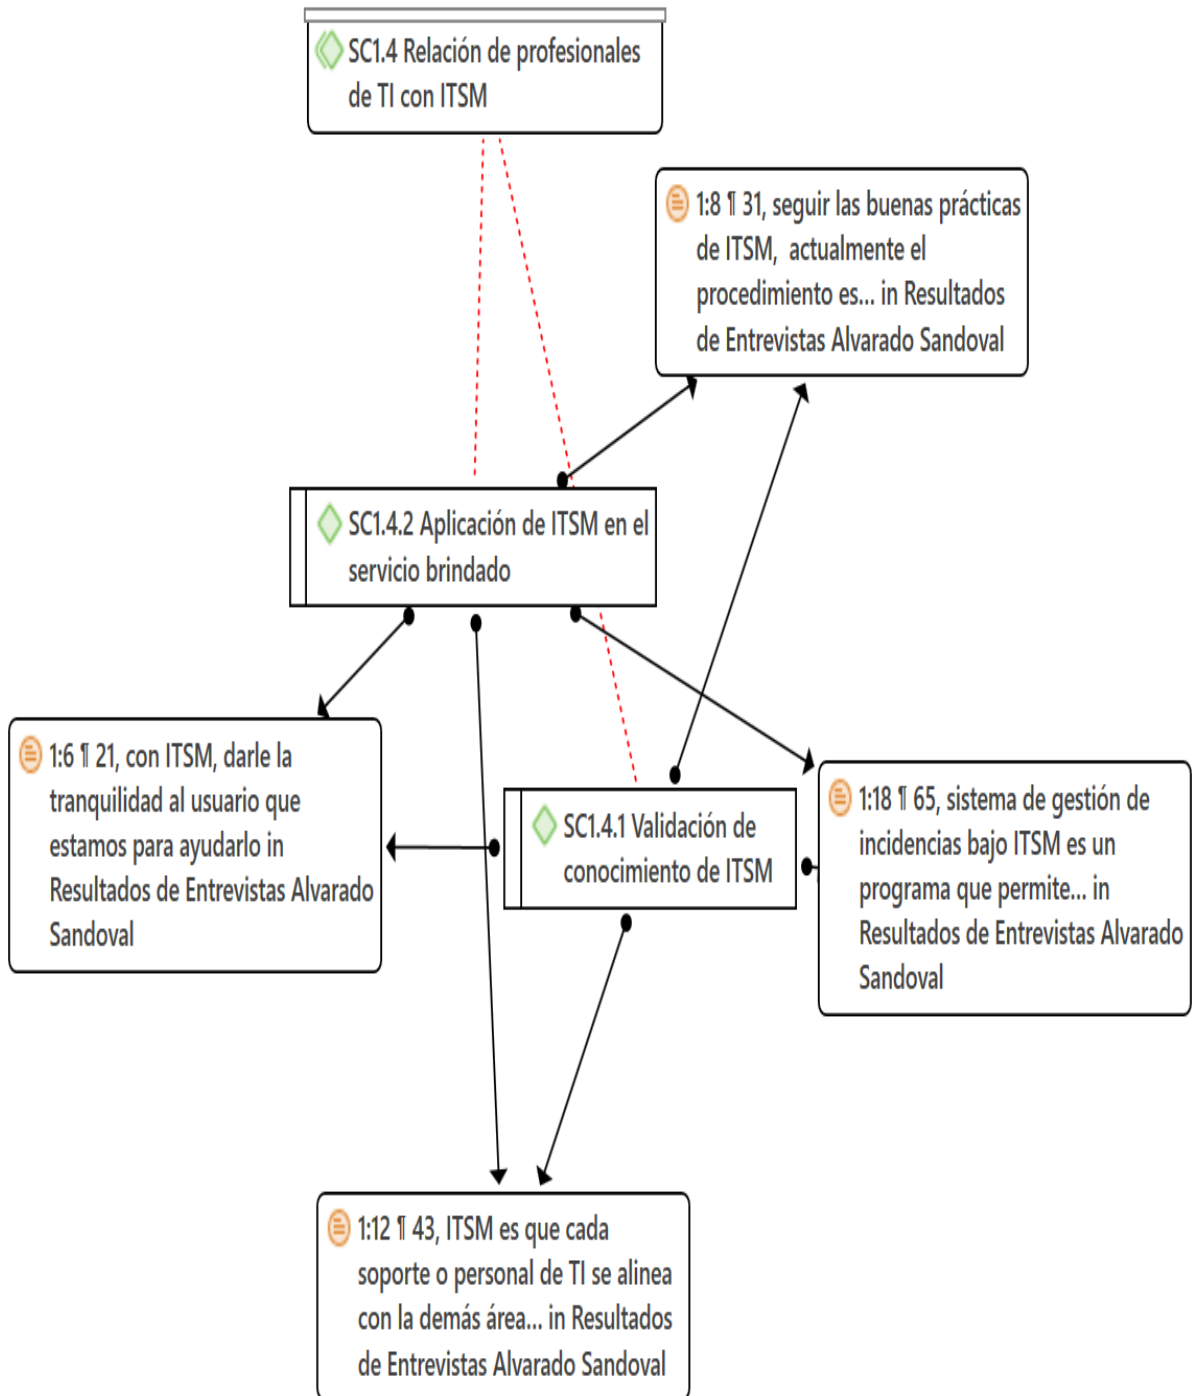 SC1.4 Relación de profesionales
de TI con ITSM
1:8 ¶ 31, seguir las buenas prácticas
de ITSM, actualmente el
procedimiento es... in Resultados
de Entrevistas Alvarado Sandoval
SC1.4.2 Aplicación de ITSM en el
servicio brindado
1:6 ¶ 21, con ITSM, darle la
tranquilidad al usuario que
estamos para ayudarlo in
Resultados de Entrevistas Alvarado
Sandoval
SC1.4.1 Validación de
conocimiento de ITSM
1:18 ¶ 65, sistema de gestión de
incidencias bajo ITSM es un
programa que permite... in
Resultados de Entrevistas Alvarado
Sandoval
1:12 ¶ 43, ITSM es que cada
soporte o personal de TI se alinea
con la demás área... in Resultados
de Entrevistas Alvarado Sandoval